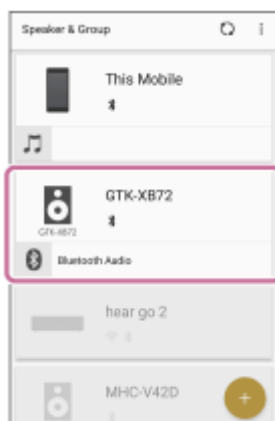 Speaker & Group
This Mobile
GTK-XB72
GTK-XB72
Bluetooth Audio
hear go 2
MHC-V42D